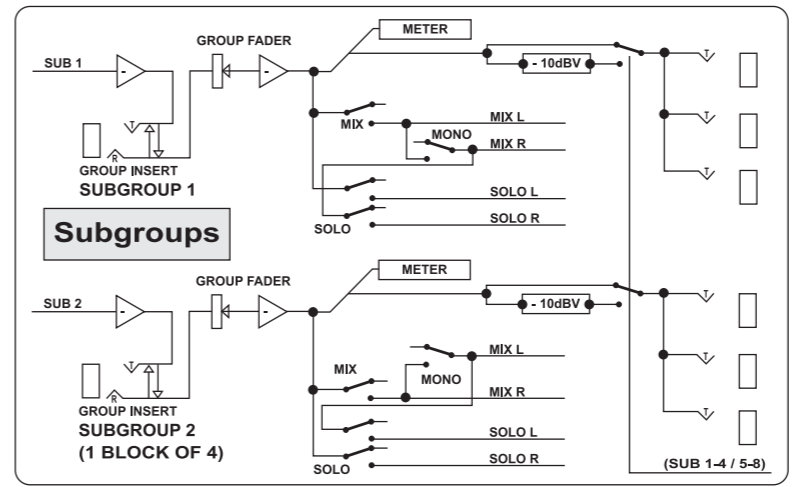 METER
GROUP FADER
SUB 1
-
-
- 10dBV
T
T
MIX
MIX L
MONO
MIX R
T
R
GROUP INSERT
SUBGROUP 1
T
SOLO L
SOLO
SOLO R
Subgroups
METER
GROUP FADER
SUB 2
-
-
- 10dBV
T
T
MIX
MIX L
MONO
MIX R
T
R
GROUP INSERT
SUBGROUP 2
(1 BLOCK OF 4)
T
SOLO L
SOLO
SOLO R
(SUB 1-4 / 5-8)